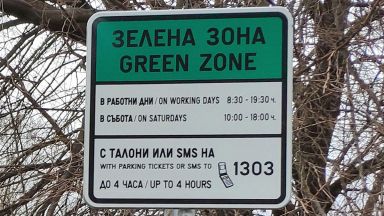 ЗЕЛЕНА ЗОНА
GREEN ZONE
В РАБОТНИ ДНИ / ON WORKING DAYS 8:30 - 19:30 ч.
В СЪБОТА / ON SATURDAYS 10:00 - 18:00 ч.
С ТАЛОНИ ИЛИ SMS НА
WITH PARKING TICKETS OR SMS TO 1303
ДО 4 ЧАСА / UP TO 4 HOURS